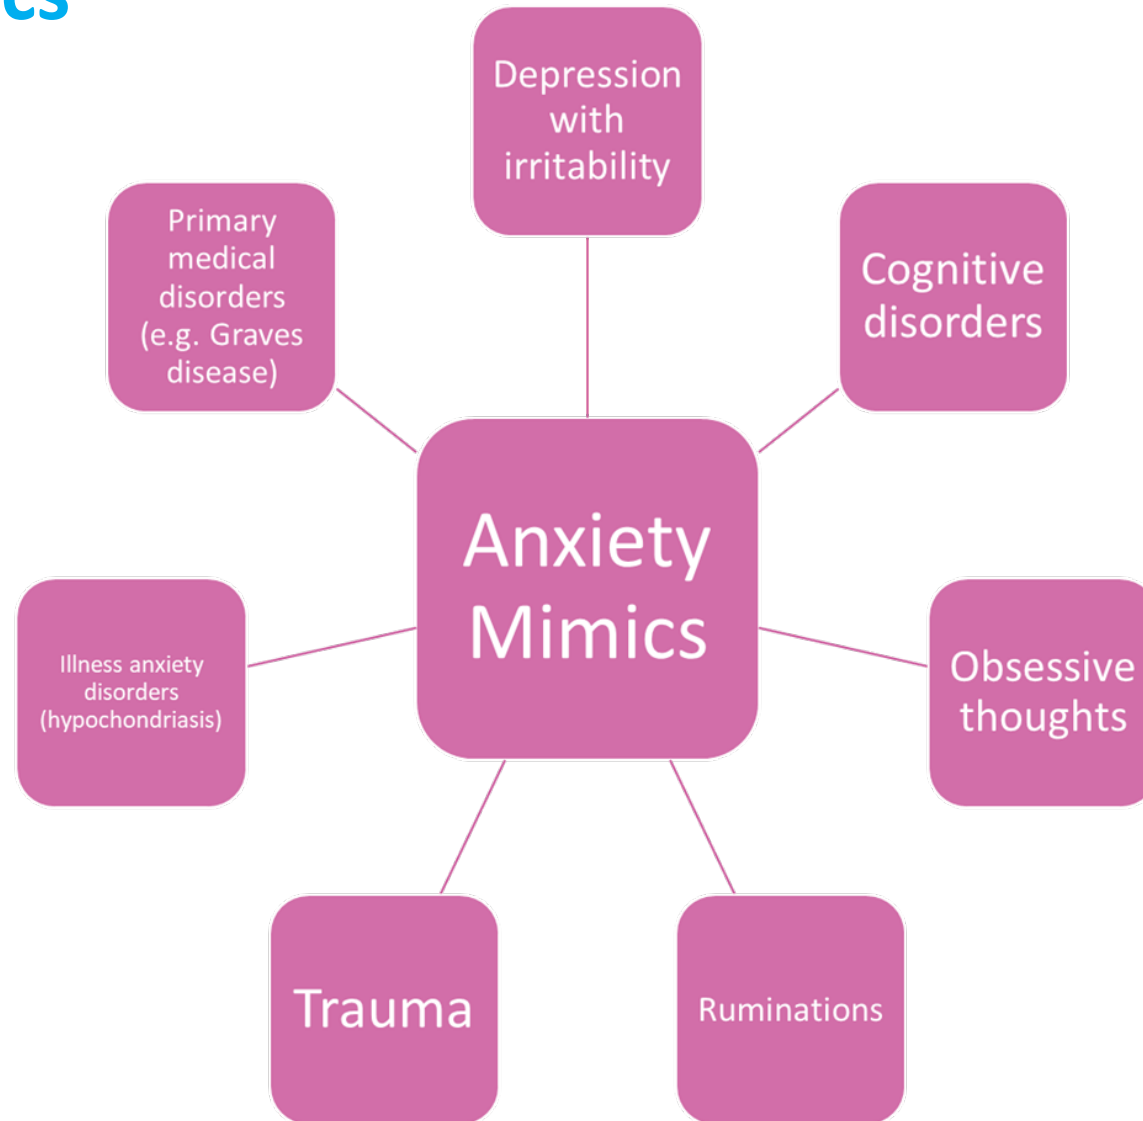 cs
Depression
with
irritability
Cognitive
disorders
Obsessive
thoughts
Ruminations
Trauma
Illness anxiety
disorders
(hypochondriasis)
Primary
medical
disorders
(e.g. Graves
disease)
Anxiety
Mimics